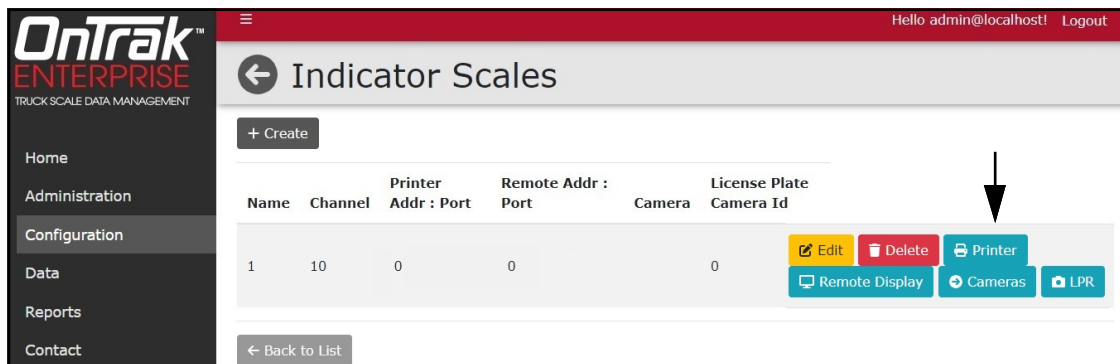 OnTrak™
ENTERPRISE
TRUCK SCALE DATA MANAGEMENT
Home
Administration
Configuration
Data
Reports
Contact
Hello admin@localhost! Logout
Indicator Scales
+ Create
Name Channel Printer Addr : Port Remote Addr : Port Camera License Plate Camera Id
1 10 0 0 0 Edit Delete Printer
Remote Display Cameras LPR
← Back to List